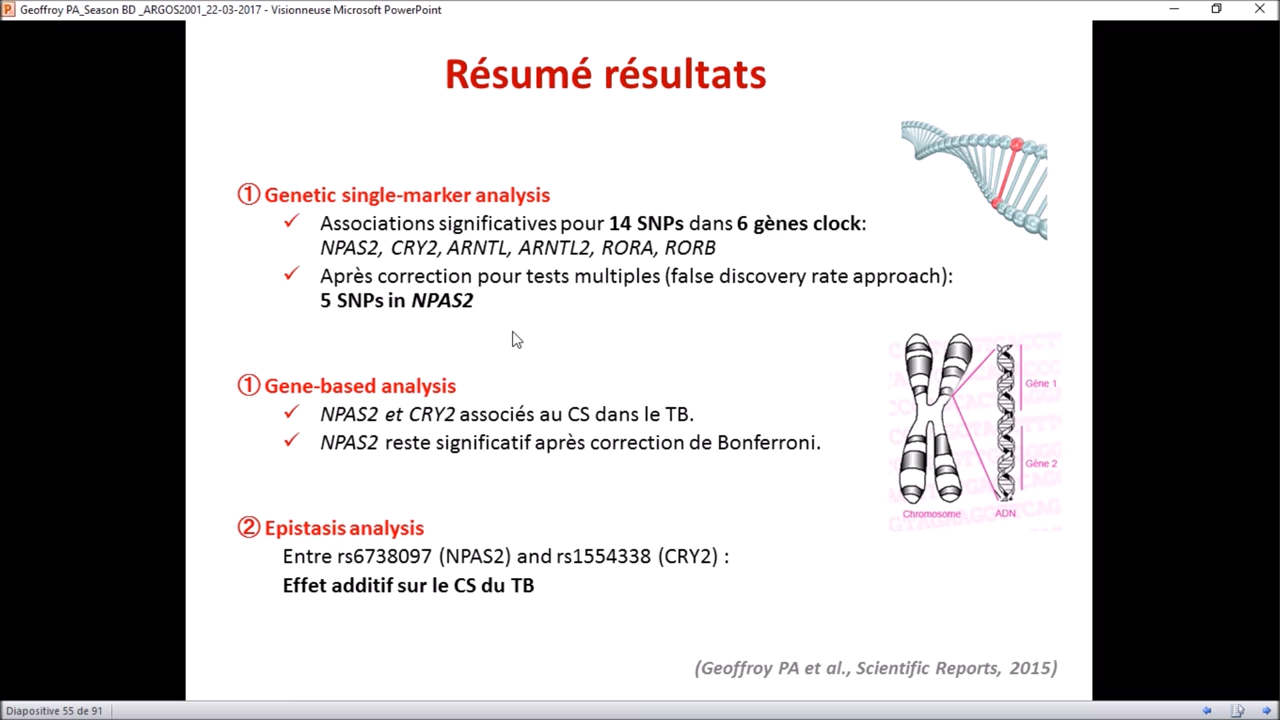 Geoffroy PA_Season BD _ARGOS2001_22-03-2017 - Visionneuse Microsoft PowerPoint
Résumé résultats
① Genetic single-marker analysis
✓ Associations significatives pour 14 SNPs dans 6 gènes clock:
NPAS2, CRY2, ARNTL, ARNTL2, RORA, RORB
✓ Après correction pour tests multiples (false discovery rate approach):
5 SNPs in NPAS2
① Gene-based analysis
✓ NPAS2 et CRY2 associés au CS dans le TB.
✓ NPAS2 reste significatif après correction de Bonferroni.
Gène 1
Gène 2
Chromosome ADN
② Epistasis analysis
Entre rs6738097 (NPAS2) and rs1554338 (CRY2) :
Effet additif sur le CS du TB
(Geoffroy PA et al., Scientific Reports, 2015)
Diapositive 55 de 91